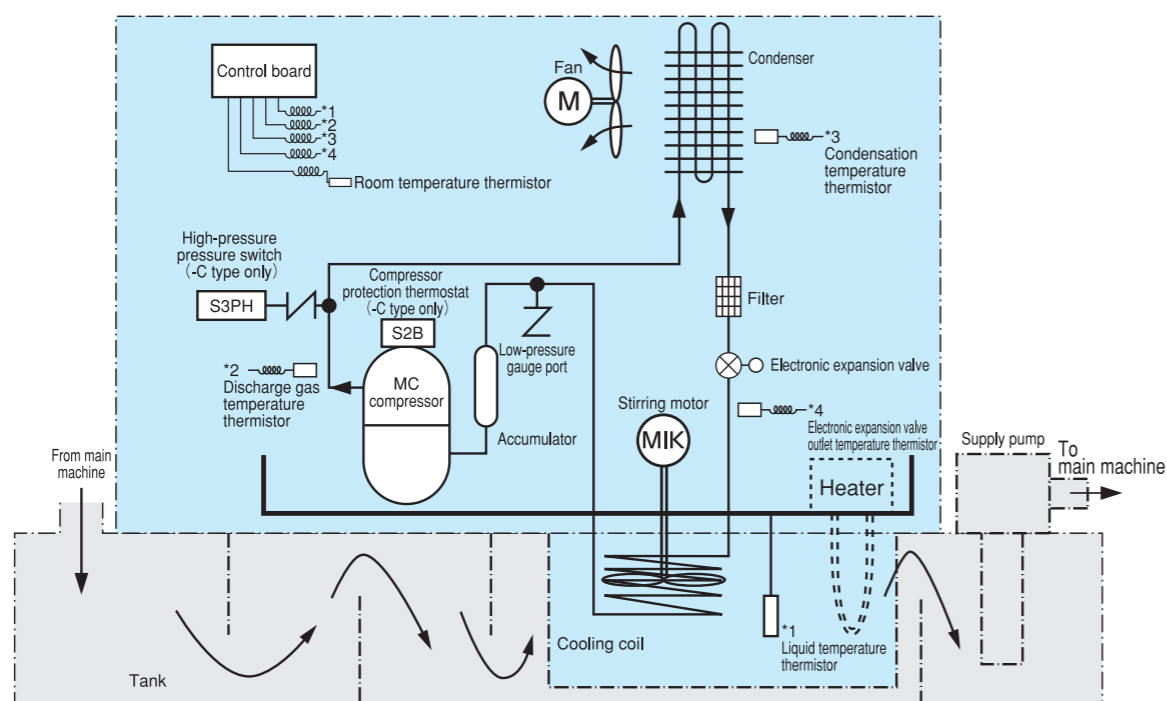 Control board
*1
*2
*3
*4
Room temperature thermistor
Fan
M
Condenser
*3
Condensation
temperature
thermistor
High-pressure
pressure switch
(-C type only)
S3PH
Compressor
protection thermostat
(-C type only)
S2B
Low-pressure
gauge port
Filter
Electronic expansion valve
*2
Discharge gas
temperature
thermistor
MC
compressor
Accumulator
Stirring motor
MIK
*4
Electronic expansion valve
outlet temperature thermistor
Heater
Supply pump
To
main machine
From main
machine
Cooling coil
*1
Liquid temperature
thermistor
Tank